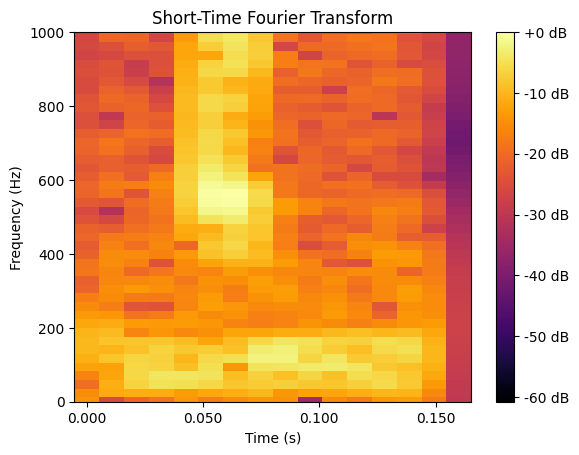 Short-Time Fourier Transform
1000
800
600
400
200
0
Frequency (Hz)
0.000
0.050
0.100
0.150
Time (s)
+0 dB
-10 dB
-20 dB
-30 dB
-40 dB
-50 dB
-60 dB